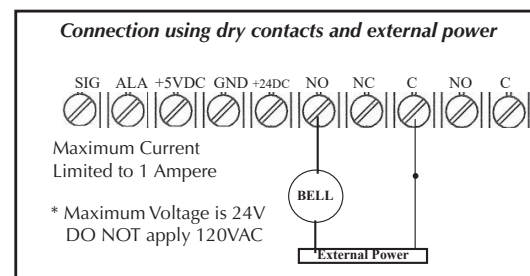 Connection using dry contacts and external power
SIG ALA +5VDC GND +24DC NO NC C NO C
Maximum Current
Limited to 1 Ampere
BELL
* Maximum Voltage is 24V
DO NOT apply 120VAC
External Power